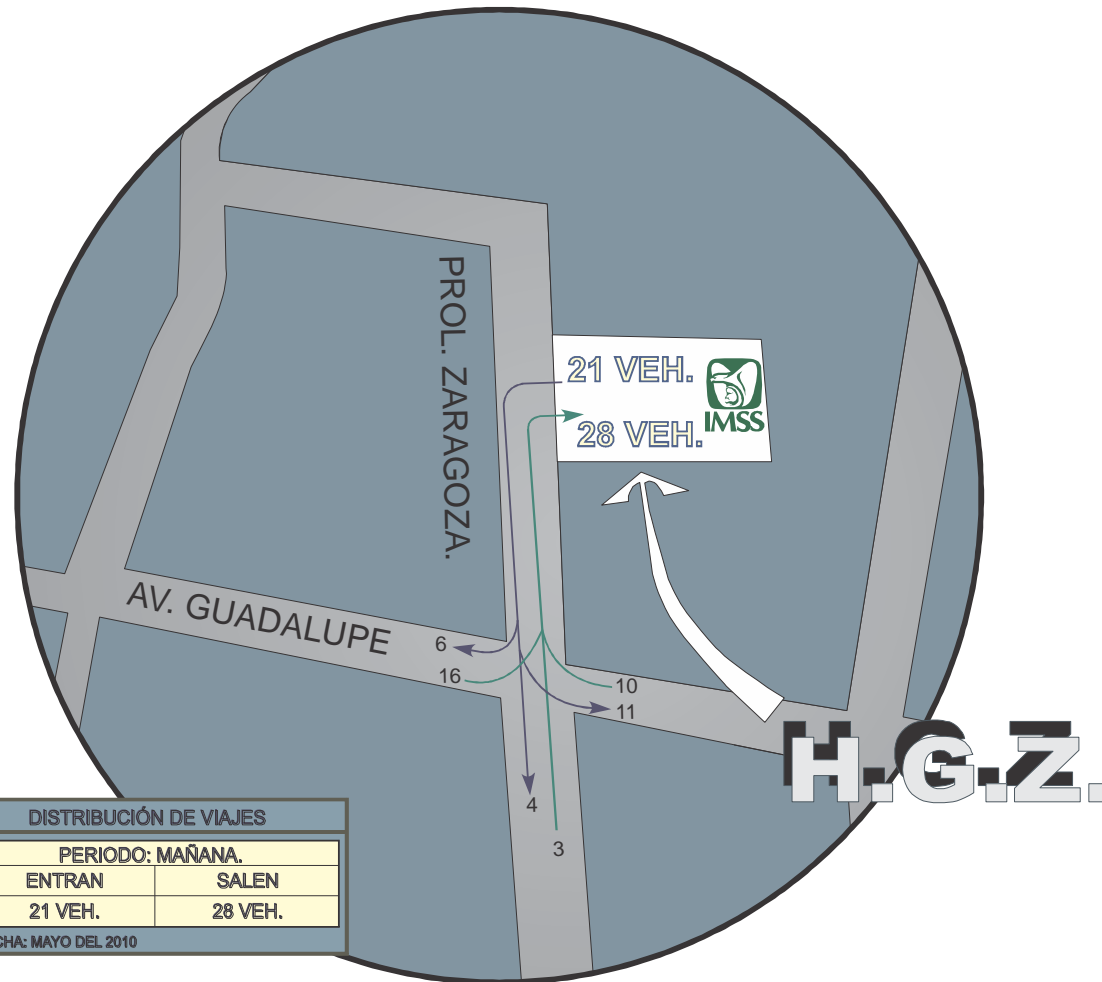 PROL. ZARAGOZA.
21 VEH.
28 VEH.
IMSS
AV. GUADALUPE
6
16
10
11
4
3
H.G.Z.
DISTRIBUCIÓN DE VIAJES
PERIODO: MAÑANA.
ENTRAN SALEN
21 VEH. 28 VEH.
CHA: MAYO DEL 2010